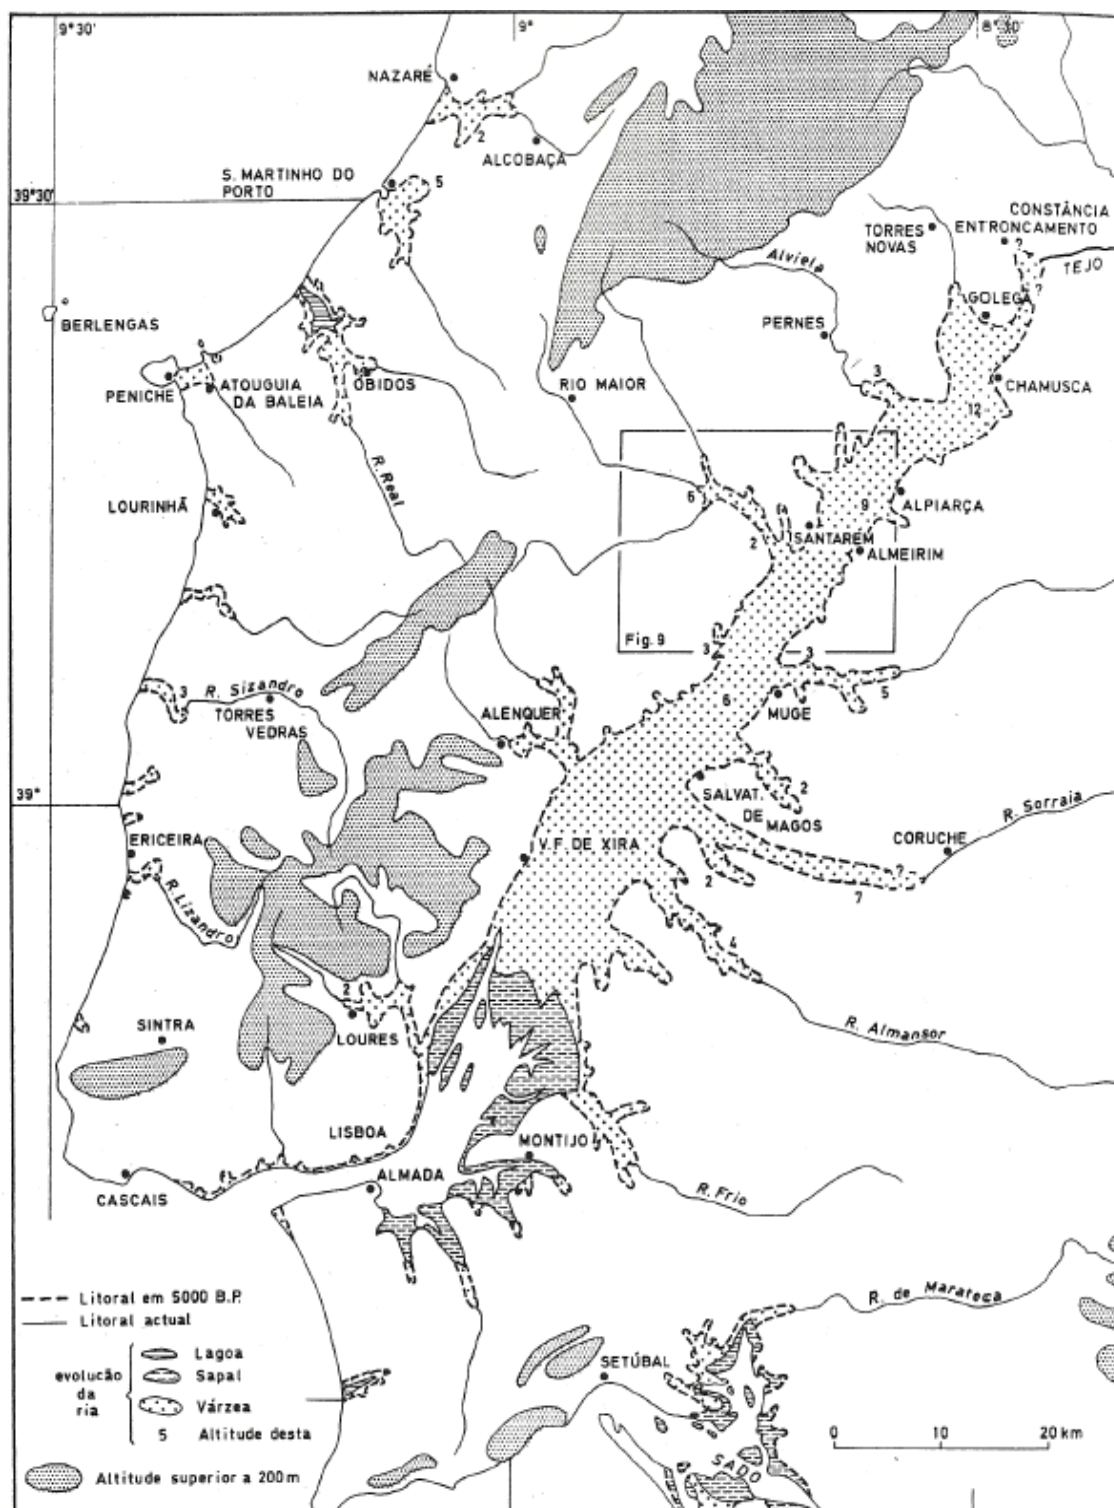 9°30'
9°
8°30
NAZARÉ
2
ALCOBAÇA
S. MARTINHO DO
PORTO
5
39°30'
CONSTÂNCIA
ENTRONCAMENTO
TORRES
NOVAS
?
TEJO
Alviela
?
GOLEGÃ
BERLENGAS
PERNES
PENICHE
ATOUGUIA
DA BALEIA
ÓBIDOS
RIO MAIOR
3
CHAMUSCA
12
R. Real
LOURINHÃ
6
9
ALPIARÇA
2
SANTAREM
ALMEIRIM
Fig. 9
3
3
5
3
R. Sizandro
TORRES
VEDRAS
6
MUGE
ALENQUER
39°
SALVAT.
DE
MAGOS
2
R. Sorraia
ERICEIRA
V.F. DE XIRA
CORUCHE
2
?
7
R. Lizandro
4
2
SINTRA
LOURES
R. Almansor
LISBOA
MONTIJO
CASCAIS
ALMADA
R. Frio
R. de Marateca
Litoral em 5000 B.P.
Litoral actual
evolução
da
ria
Lagoa
Sapal
Várzea
5 Altitude desta
Altitude superior a 200m
SETÚBAL
SADO
0 10 20 km